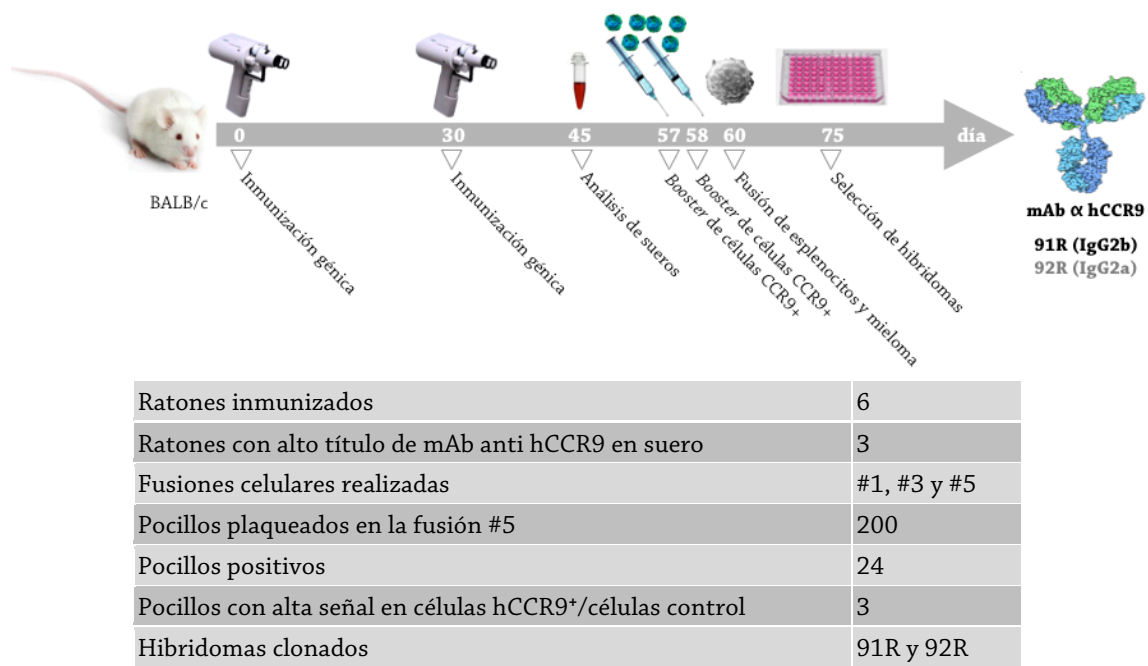 0 30 45 57 58 60 75 día
BALB/c
Inmunización génica
Inmunización génica
Análisis de sueros
Booster de células CCR9+
Booster de células CCR9+
Fusión de esplenocitos y mieloma
Selección de hibridomas
mAb α hCCR9
91R (IgG2b)
92R (IgG2a)
Ratones inmunizados 6
Ratones con alto título de mAb anti hCCR9 en suero 3
Fusiones celulares realizadas #1, #3 y #5
Pocillos plaqueados en la fusión #5 200
Pocillos positivos 24
Pocillos con alta señal en células hCCR9⁺/células control 3
Hibridomas clonados 91R y 92R